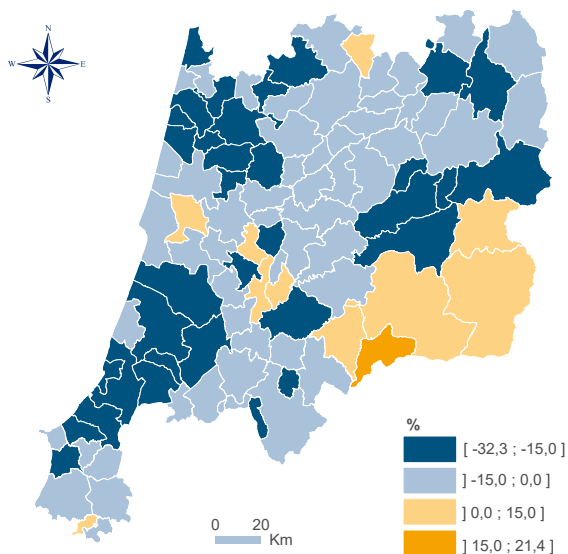 N
W E
S
%
[ -32,3 ; -15,0 ]
] -15,0 ; 0,0 ]
] 0,0 ; 15,0 ]
] 15,0 ; 21,4 ]
0 20
Km